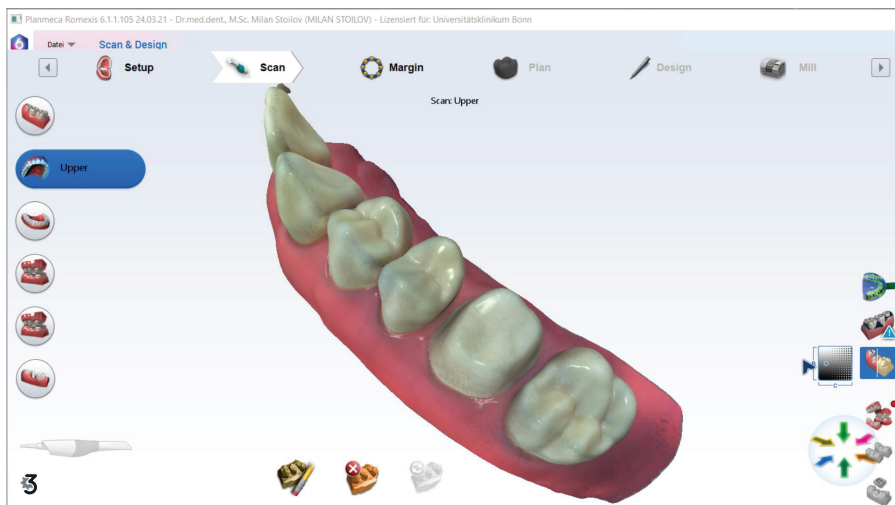 Planmeca Romexis 6.1.1.105 24.03.21 - Dr.med.dent., M.Sc. Milan Stoilov (MILAN STOILOV) - Lizensiert für: Universitätsklinikum Bonn
Datei Scan & Design
Setup Scan Margin Plan Design Mill
Scan: Upper
Upper
C
3